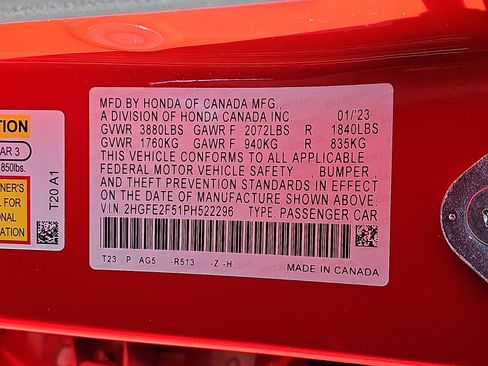 TION
AR 3
850lbs.
NER'S
L FOR
ONAL
ATION
T20 A1
MFD. BY HONDA OF CANADA MFG.,
A DIVISION OF HONDA CANADA INC. 01/'23
GVWR 3880LBS GAWR F 2072LBS R 1840LBS
GVWR 1760KG GAWR F 940KG R 835KG
THIS VEHICLE CONFORMS TO ALL APPLICABLE
FEDERAL MOTOR VEHICLE SAFETY , BUMPER ,
AND THEFT PREVENTION STANDARDS IN EFFECT
ON THE DATE OF MANUFACTURE SHOWN ABOVE.
V.I.N. 2HGFE2F51PH522296 TYPE: PASSENGER CAR
T23 P AG5 -R513 -Z -H
MADE IN CANADA